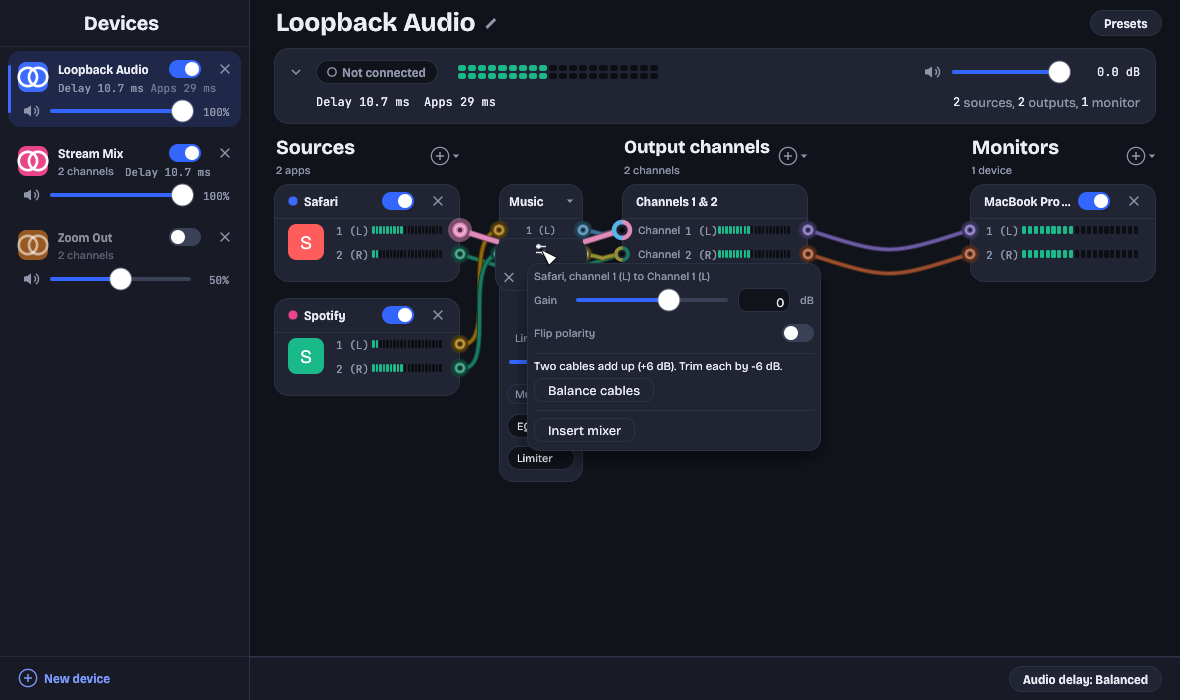 Devices
Loopback Audio
Delay 10.7 ms Apps 29 ms
100%
Stream Mix
2 channels Delay 10.7 ms
100%
Zoom Out
2 channels
50%
New device
Loopback Audio
Presets
Not connected
0.0 dB
Delay 10.7 ms Apps 29 ms
2 sources, 2 outputs, 1 monitor
Sources
2 apps
Output channels
2 channels
Monitors
1 device
Safari
S
1 (L)
2 (R)
Spotify
S
1 (L)
2 (R)
Music
1 (L)
Limiter
Channels 1 & 2
Channel 1 (L)
Channel 2 (R)
MacBook Pro ...
1 (L)
2 (R)
Safari, channel 1 (L) to Channel 1 (L)
Gain
0
dB
Flip polarity
Two cables add up (+6 dB). Trim each by -6 dB.
Balance cables
Insert mixer
Audio delay: Balanced